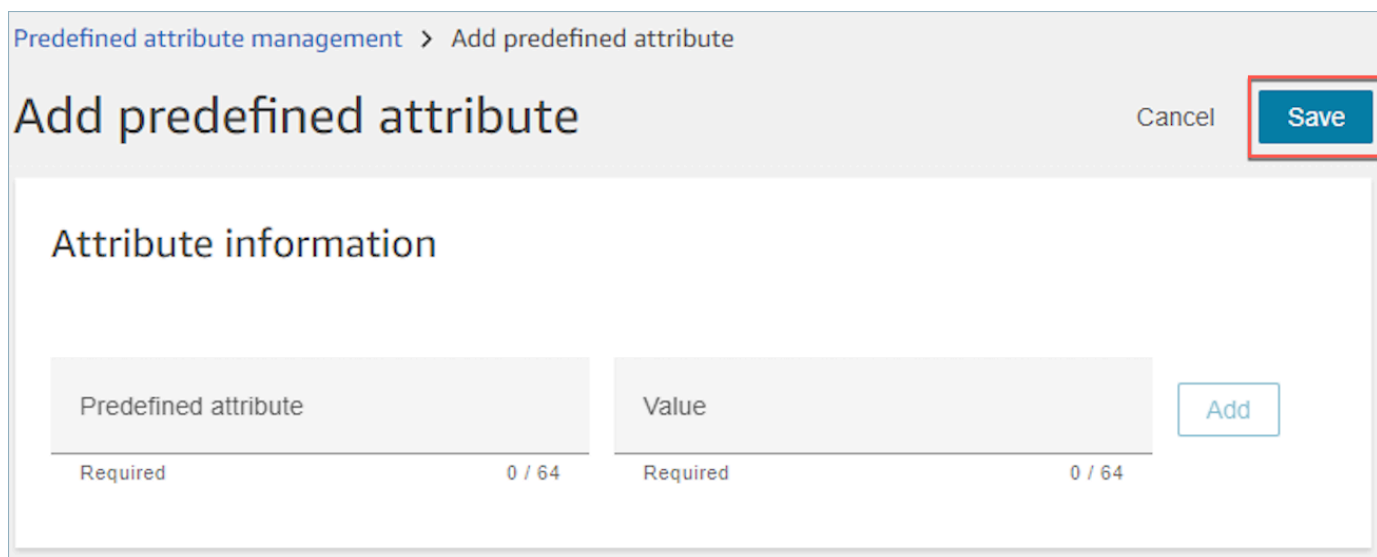 Predefined attribute management > Add predefined attribute
Add predefined attribute
Cancel
Save
Attribute information
Predefined attribute
Value
Add
Required
0 / 64
Required
0 / 64